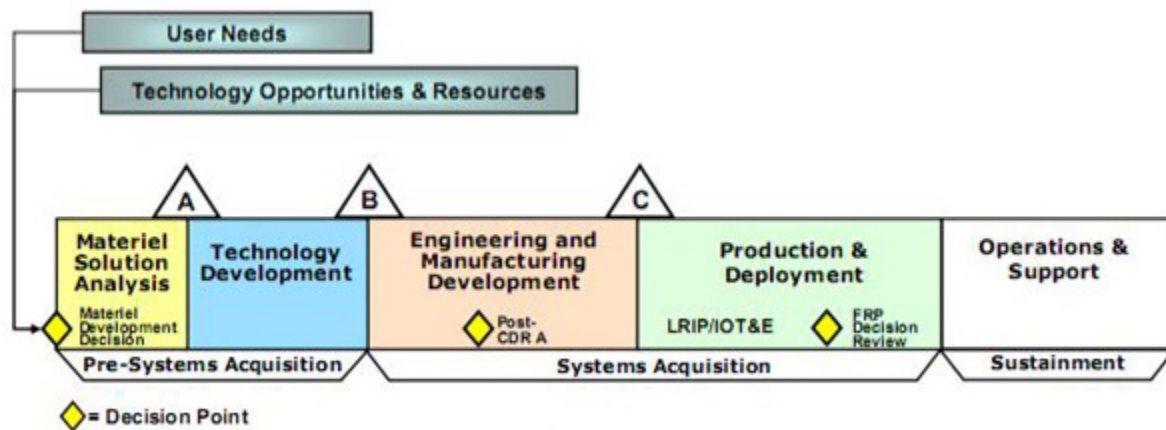 User Needs
Technology Opportunities & Resources
A
B
C
Materiel
Solution
Analysis
Technology
Development
Engineering and
Manufacturing
Development
Production &
Deployment
Operations &
Support
Materiel
Development
Decision
Post-
CDR A
LRIP/IOT&E
FRP
Decision
Review
Pre-Systems Acquisition
Systems Acquisition
Sustainment
= Decision Point